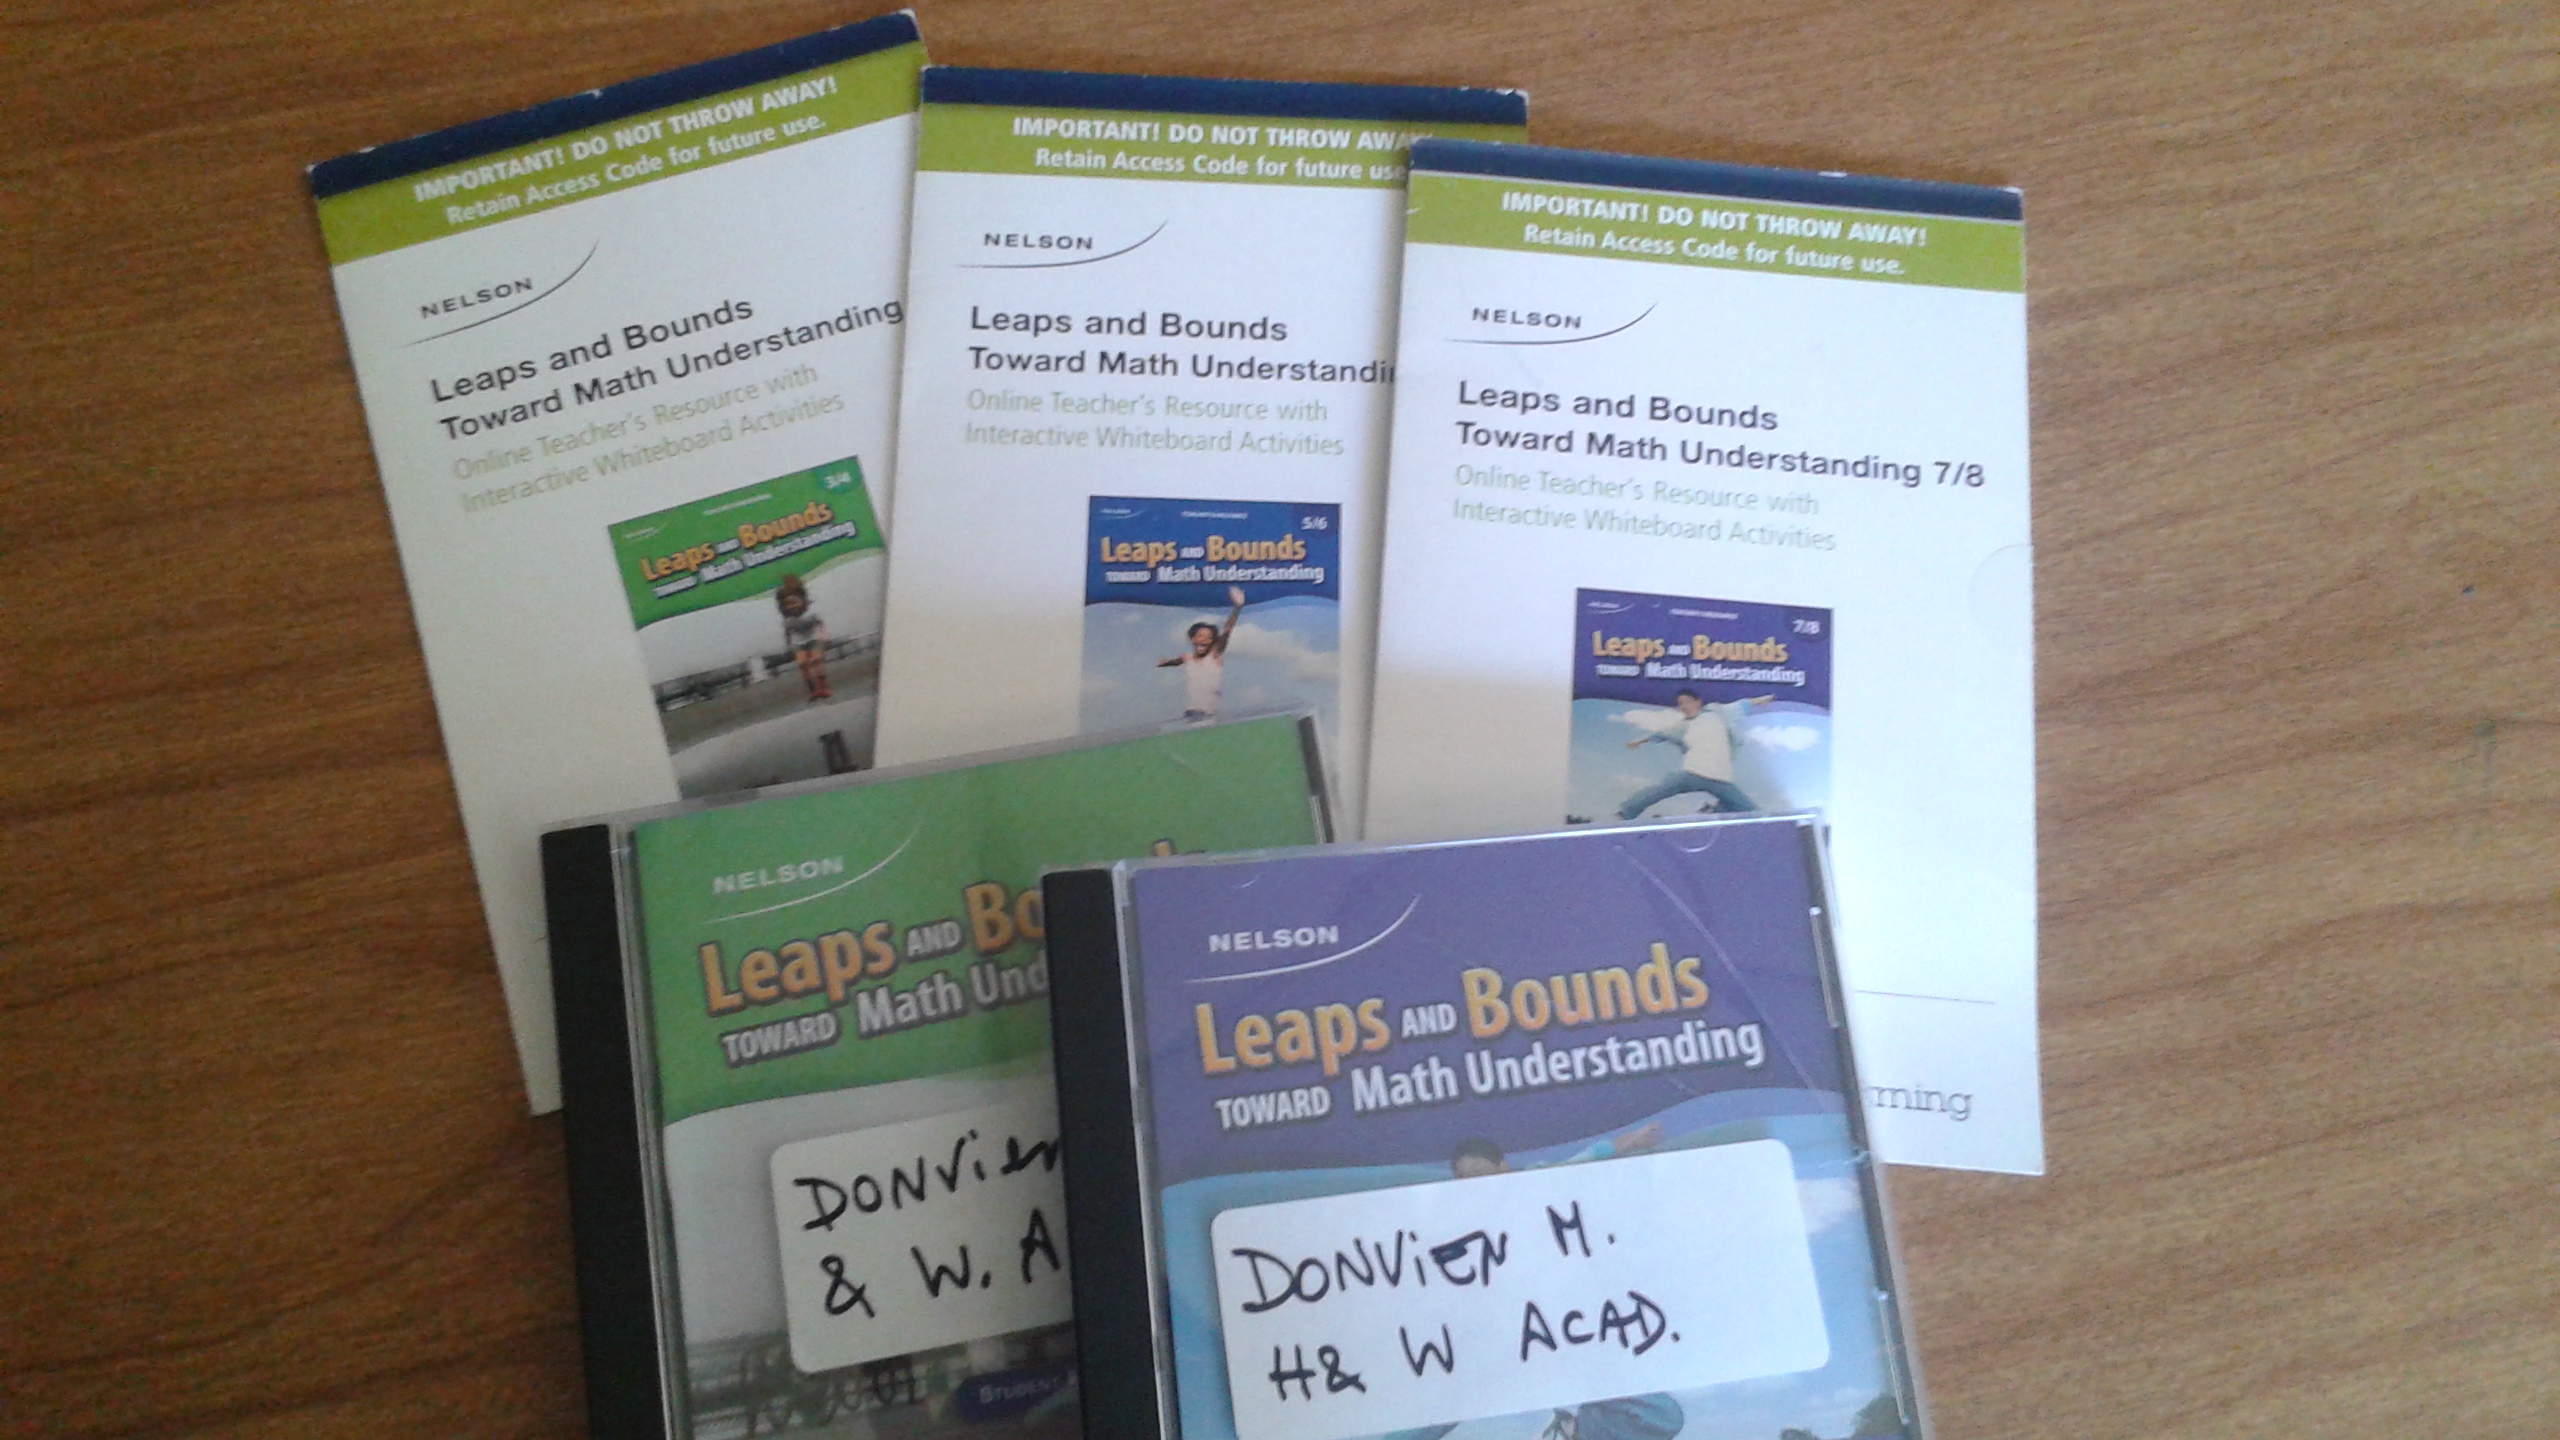 IMPORTANT! DO NOT THROW AWAY!
Retain Access Code for future use.
NELSON
Leaps and Bounds
Toward Math Understanding
Online Teacher's Resource with
Interactive Whiteboard Activities
3/4
Leaps AND Bounds
TOWARD Math Understanding
IMPORTANT! DO NOT THROW AWAY
Retain Access Code for future use
NELSON
Leaps and Bounds
Toward Math Understandi
Online Teacher's Resource with
Interactive Whiteboard Activities
5/6
Leaps AND Bounds
TOWARD Math Understanding
IMPORTANT! DO NOT THROW AWAY!
Retain Access Code for future use.
NELSON
Leaps and Bounds
Toward Math Understanding 7/8
Online Teacher's Resource with
Interactive Whiteboard Activities
7/8
Leaps AND Bounds
TOWARD Math Understanding
rning
NELSON
Leaps AND Bo
TOWARD Math Und
DONVien
& W. A
STUDENT
NELSON
Leaps AND Bounds
TOWARD Math Understanding
DONViEN M.
H& W ACAD.